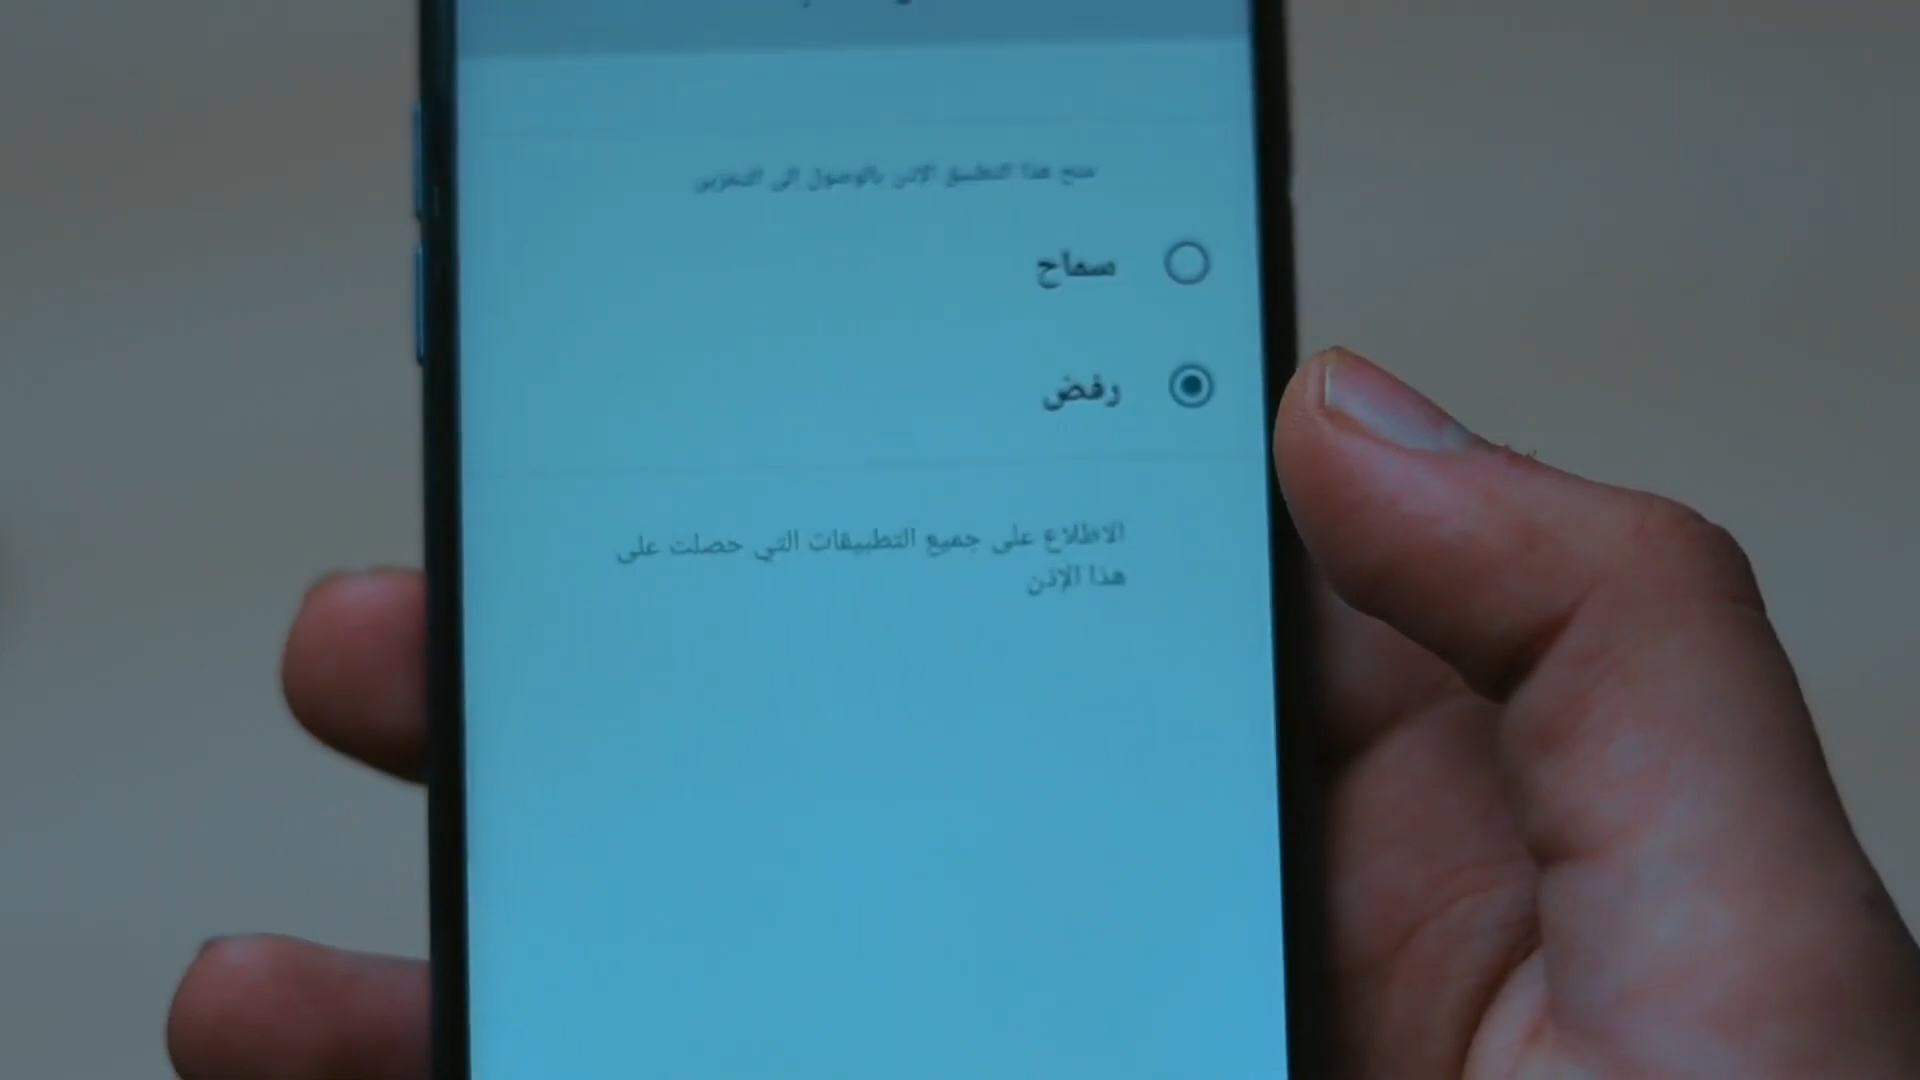 منح هذا التطبيق الإذن بالوصول إلى التخزين
سماح
رفض
الاطلاع على جميع التطبيقات التي حصلت على
هذا الإذن